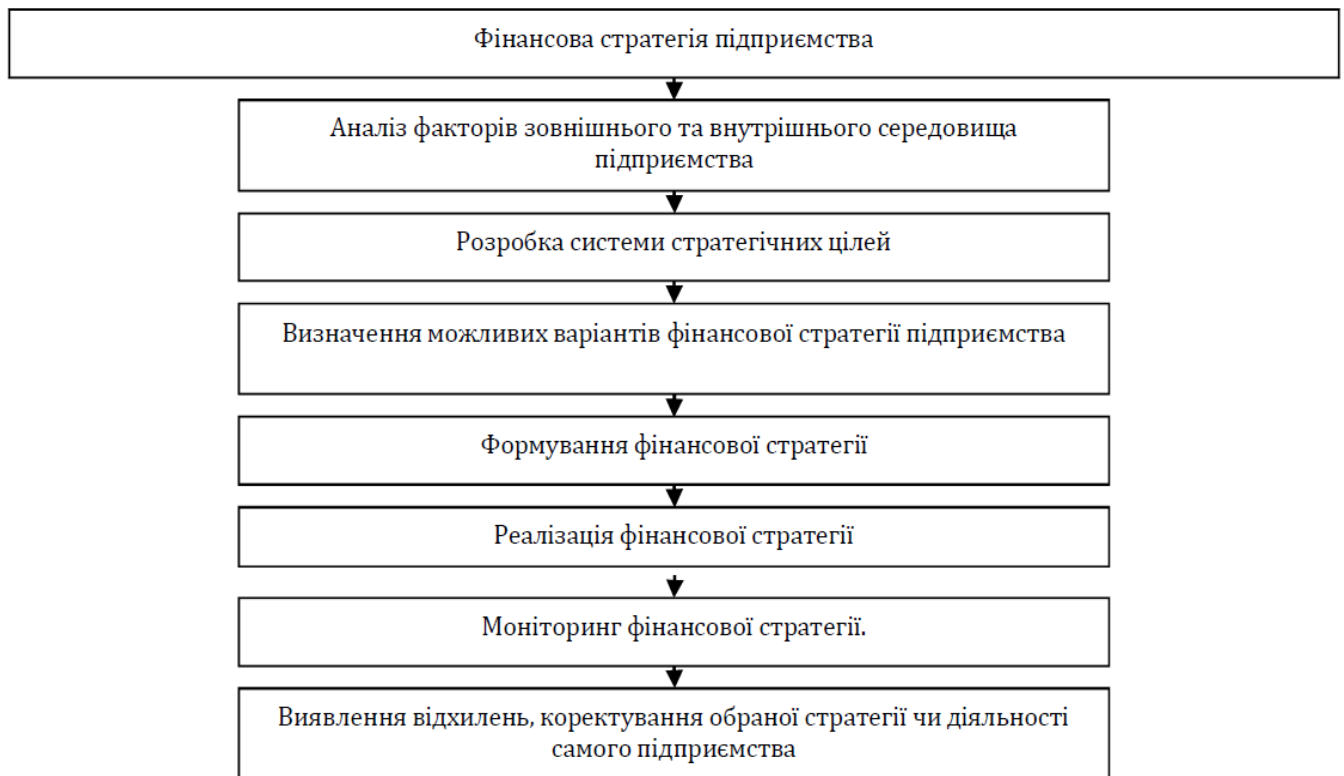 Фінансова стратегія підприємства
Аналіз факторів зовнішнього та внутрішнього середовища
підприємства
Розробка системи стратегічних цілей
Визначення можливих варіантів фінансової стратегії підприємства
Формування фінансової стратегії
Реалізація фінансової стратегії
Моніторинг фінансової стратегії.
Виявлення відхилень, коректування обраної стратегії чи діяльності
самого підприємства